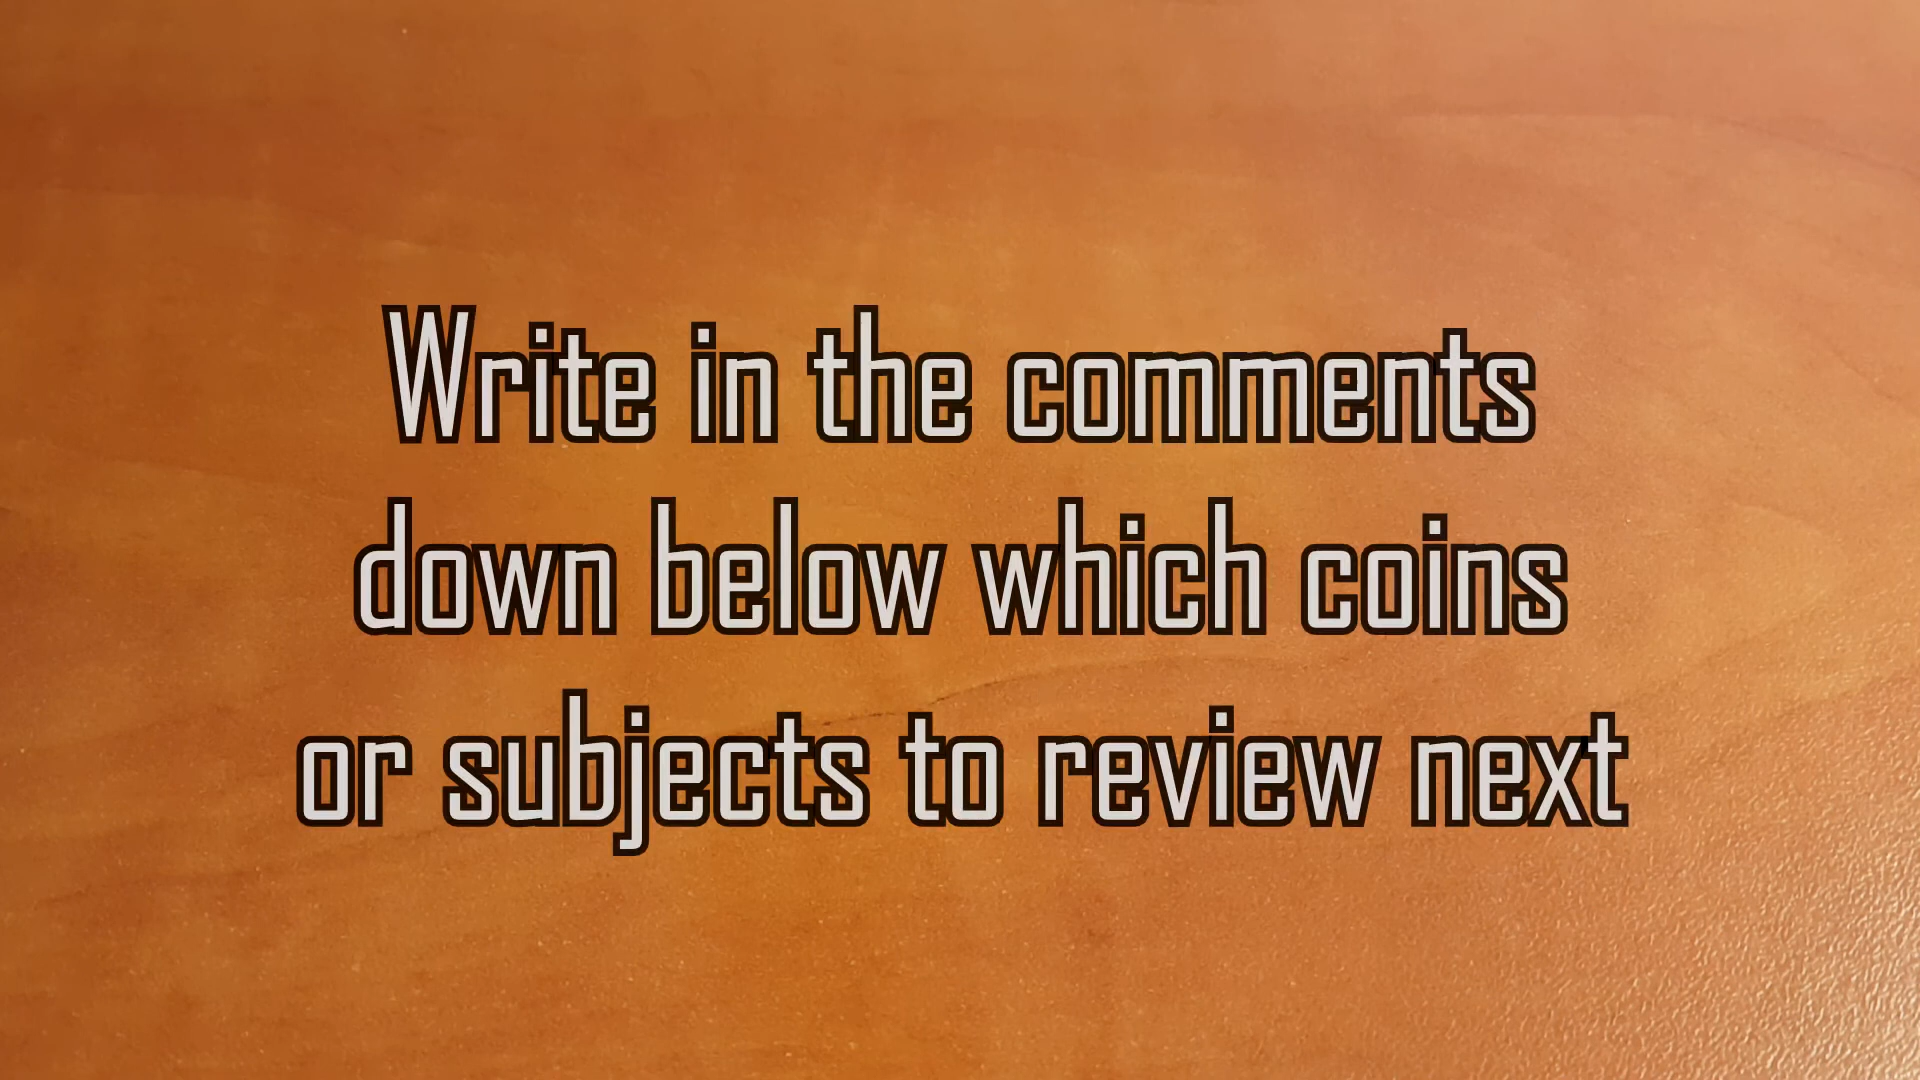 Write in the comments
down below which coins
or subjects to review next